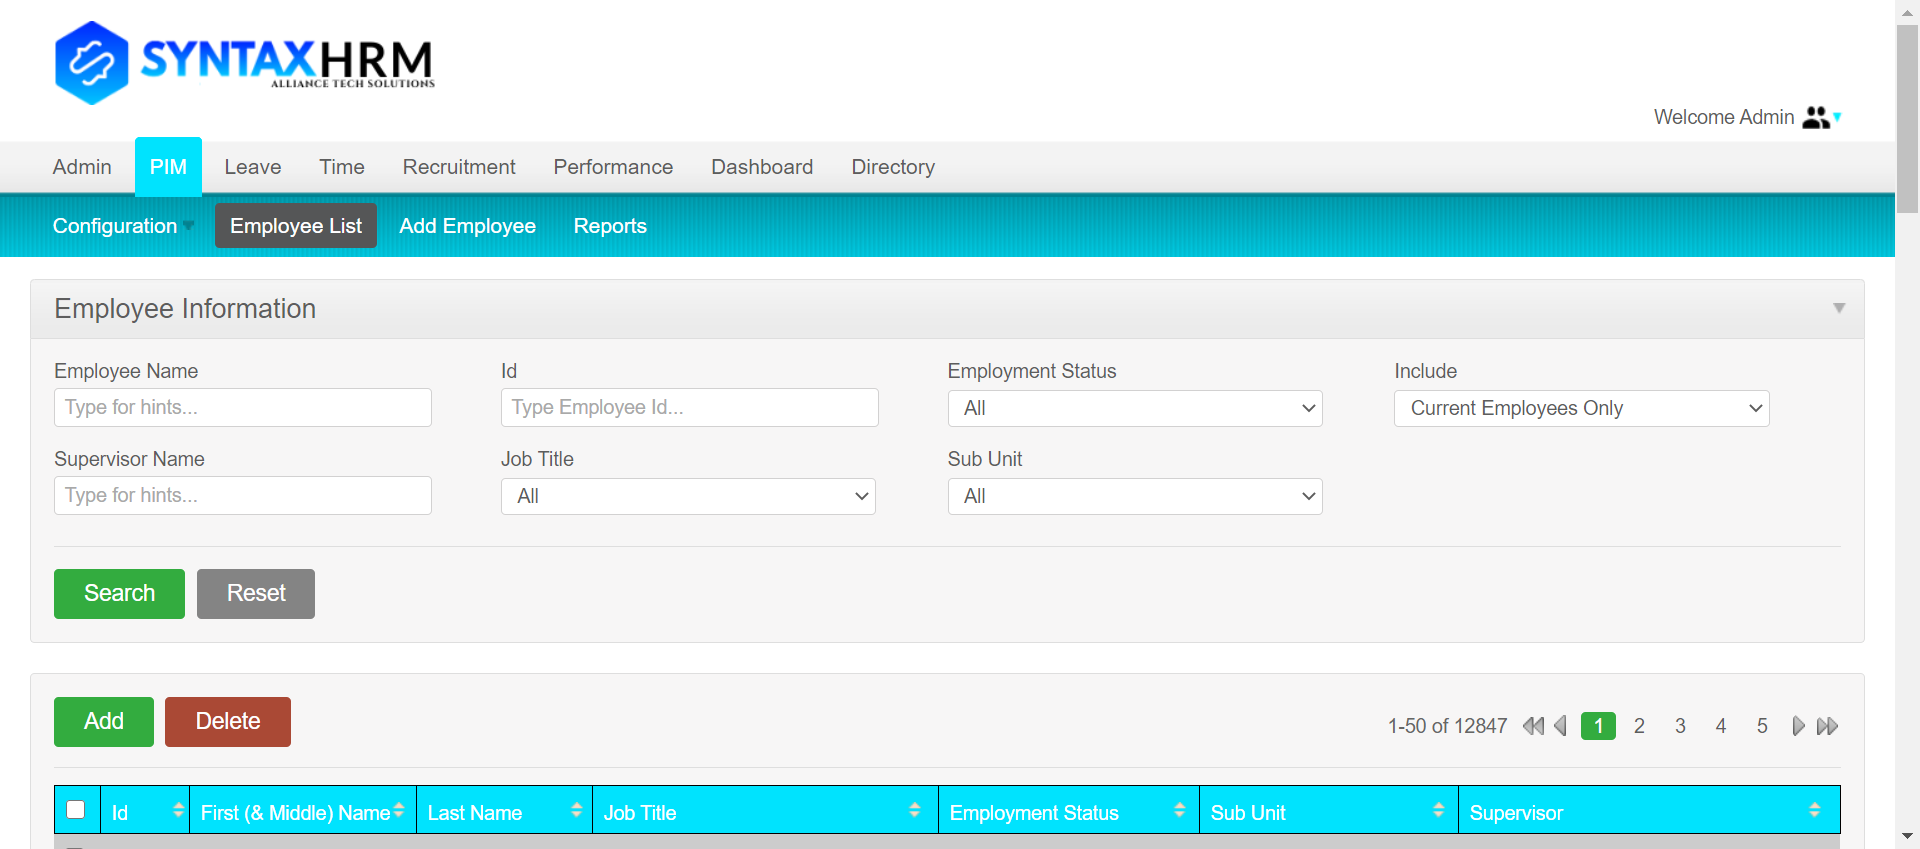 SYNTAXHRM
ALLIANCE TECH SOLUTIONS
Welcome Admin
Admin PIM Leave Time Recruitment Performance Dashboard Directory
Configuration Employee List Add Employee Reports
Employee Information
Employee Name Id Employment Status Include
Type for hints... Type Employee Id... All Current Employees Only
Supervisor Name Job Title Sub Unit
Type for hints... All All
Search Reset
Add Delete
1-50 of 12847 1 2 3 4 5
Id First (& Middle) Name Last Name Job Title Employment Status Sub Unit Supervisor